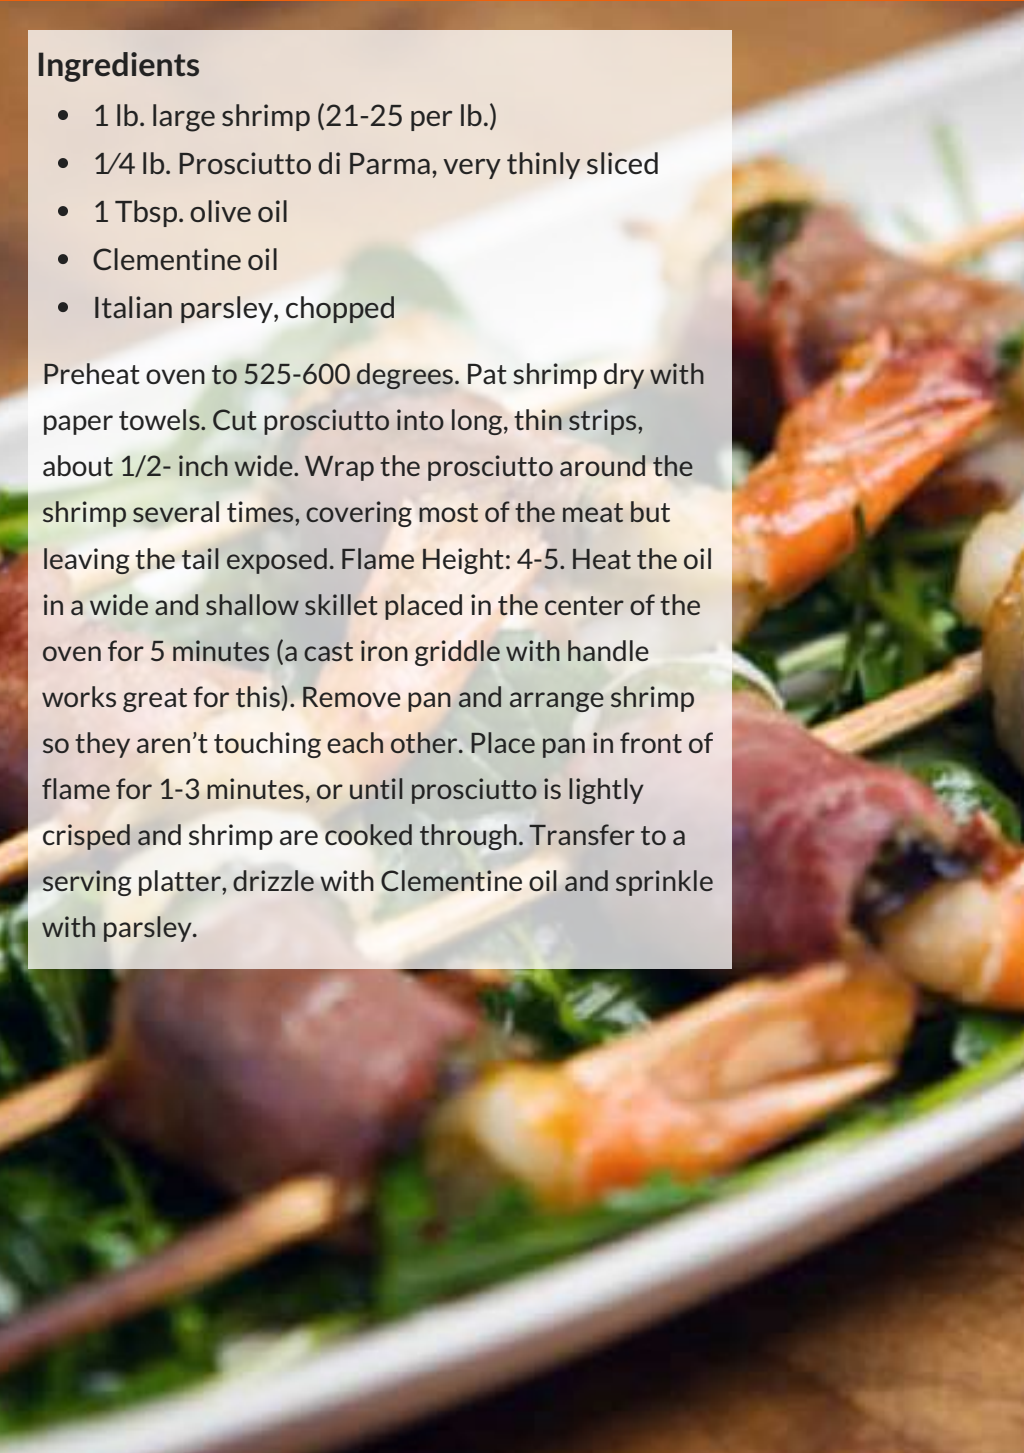 Ingredients
• 1 lb. large shrimp (21-25 per lb.)
• 1⁄4 lb. Prosciutto di Parma, very thinly sliced
• 1 Tbsp. olive oil
• Clementine oil
• Italian parsley, chopped
Preheat oven to 525-600 degrees. Pat shrimp dry with
paper towels. Cut prosciutto into long, thin strips,
about 1/2- inch wide. Wrap the prosciutto around the
shrimp several times, covering most of the meat but
leaving the tail exposed. Flame Height: 4-5. Heat the oil
in a wide and shallow skillet placed in the center of the
oven for 5 minutes (a cast iron griddle with handle
works great for this). Remove pan and arrange shrimp
so they aren’t touching each other. Place pan in front of
flame for 1-3 minutes, or until prosciutto is lightly
crisped and shrimp are cooked through. Transfer to a
serving platter, drizzle with Clementine oil and sprinkle
with parsley.